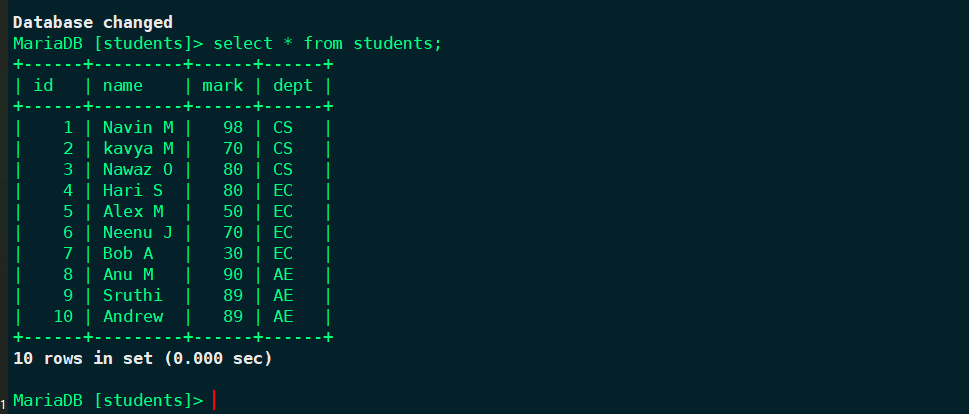 Database changed
MariaDB [students]> select * from students;
+------+---------+------+------+
| id   | name    | mark | dept |
+------+---------+------+------+
|    1 | Navin M |   98 | CS   |
|    2 | kavya M |   70 | CS   |
|    3 | Nawaz O |   80 | CS   |
|    4 | Hari S  |   80 | EC   |
|    5 | Alex M  |   50 | EC   |
|    6 | Neenu J |   70 | EC   |
|    7 | Bob A   |   30 | EC   |
|    8 | Anu M   |   90 | AE   |
|    9 | Sruthi  |   89 | AE   |
|   10 | Andrew  |   89 | AE   |
+------+---------+------+------+
10 rows in set (0.000 sec)
1 MariaDB [students]>